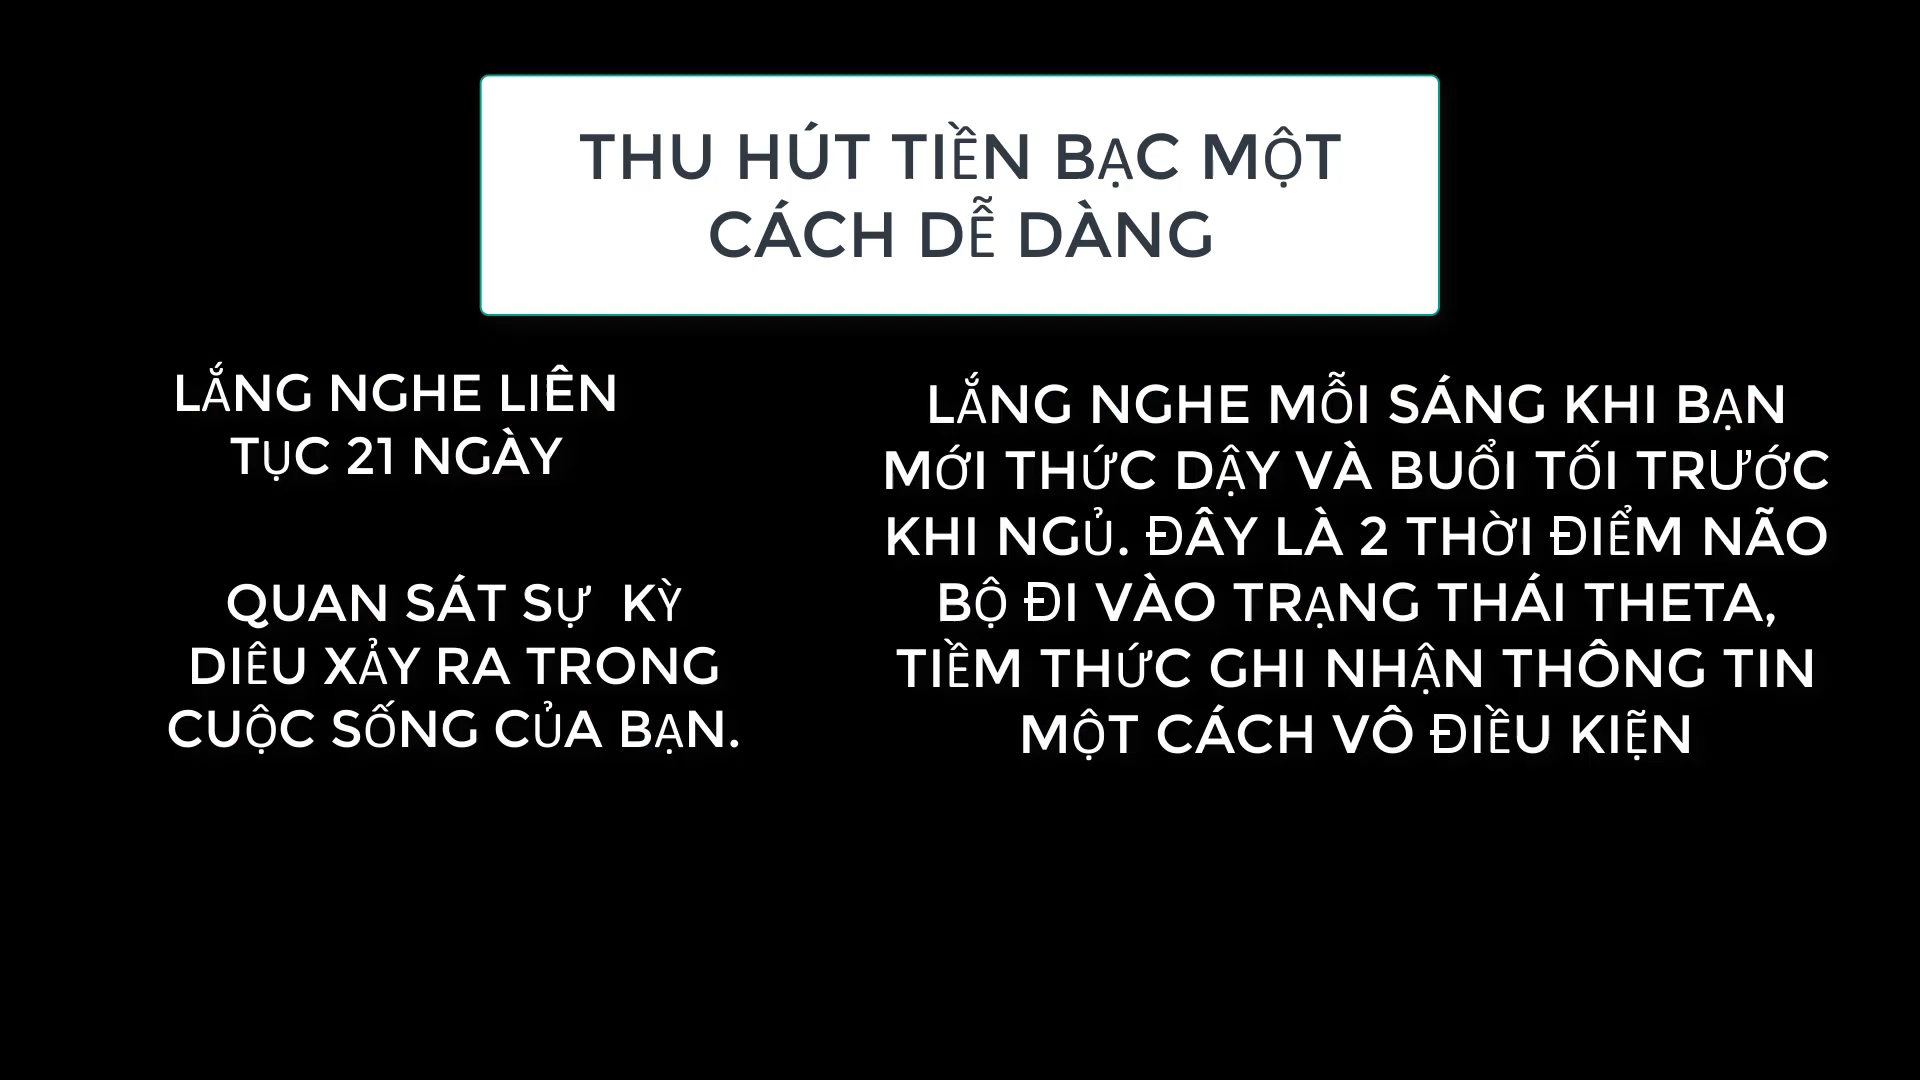 THU HÚT TIỀN BẠC MỘT
CÁCH DỄ DÀNG
LẮNG NGHE LIÊN
TỤC 21 NGÀY
QUAN SÁT SỰ KỲ
DIÊU XẢY RA TRONG
CUỘC SỐNG CỦA BẠN.
LẮNG NGHE MỖI SÁNG KHI BẠN
MỚI THỨC DẬY VÀ BUỔI TỐI TRƯỚC
KHI NGỦ. ĐÂY LÀ 2 THỜI ĐIỂM NÃO
BỘ ĐI VÀO TRẠNG THÁI THETA,
TIỀM THỨC GHI NHẬN THÔNG TIN
MỘT CÁCH VÔ ĐIỀU KIẸ̃N